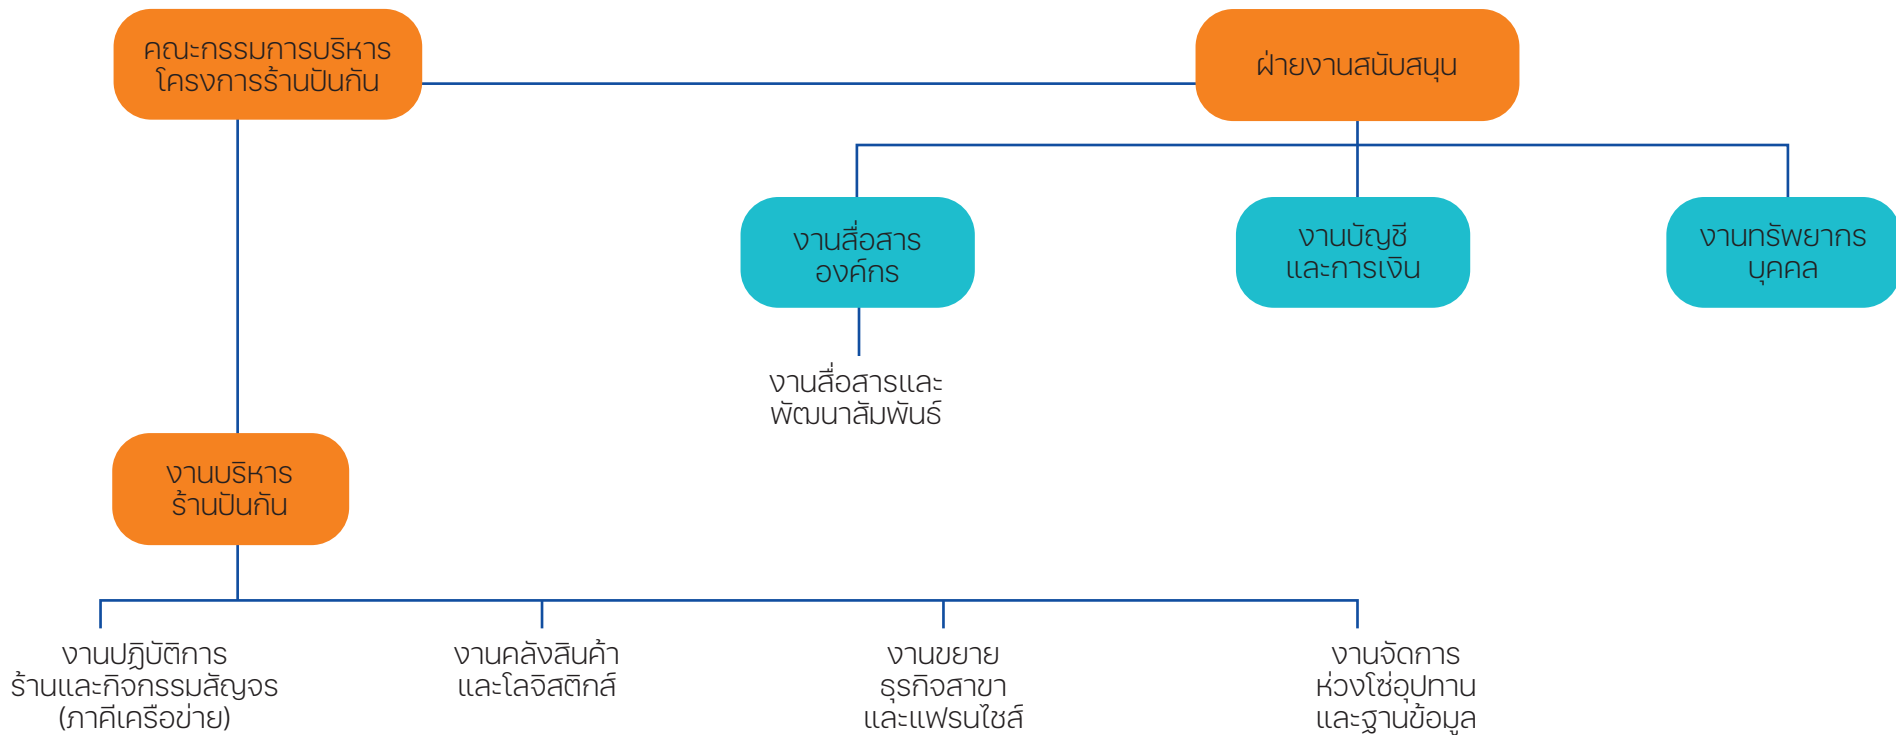 คณะกรรมการบริหาร
โครงการร้านปันกัน
ฝ่ายงานสนับสนุน
งานสื่อสาร
องค์กร
งานบัญชี
และการเงิน
งานทรัพยากร
บุคคล
งานสื่อสารและ
พัฒนาสัมพันธ์
งานบริหาร
ร้านปันกัน
งานปฏิบัติการ
ร้านและกิจกรรมสัญจร
(ภาคีเครือข่าย)
งานคลังสินค้า
และโลจิสติกส์
งานขยาย
ธุรกิจสาขา
และแฟรนไชส์
งานจัดการ
ห่วงโซ่อุปทาน
และฐานข้อมูล